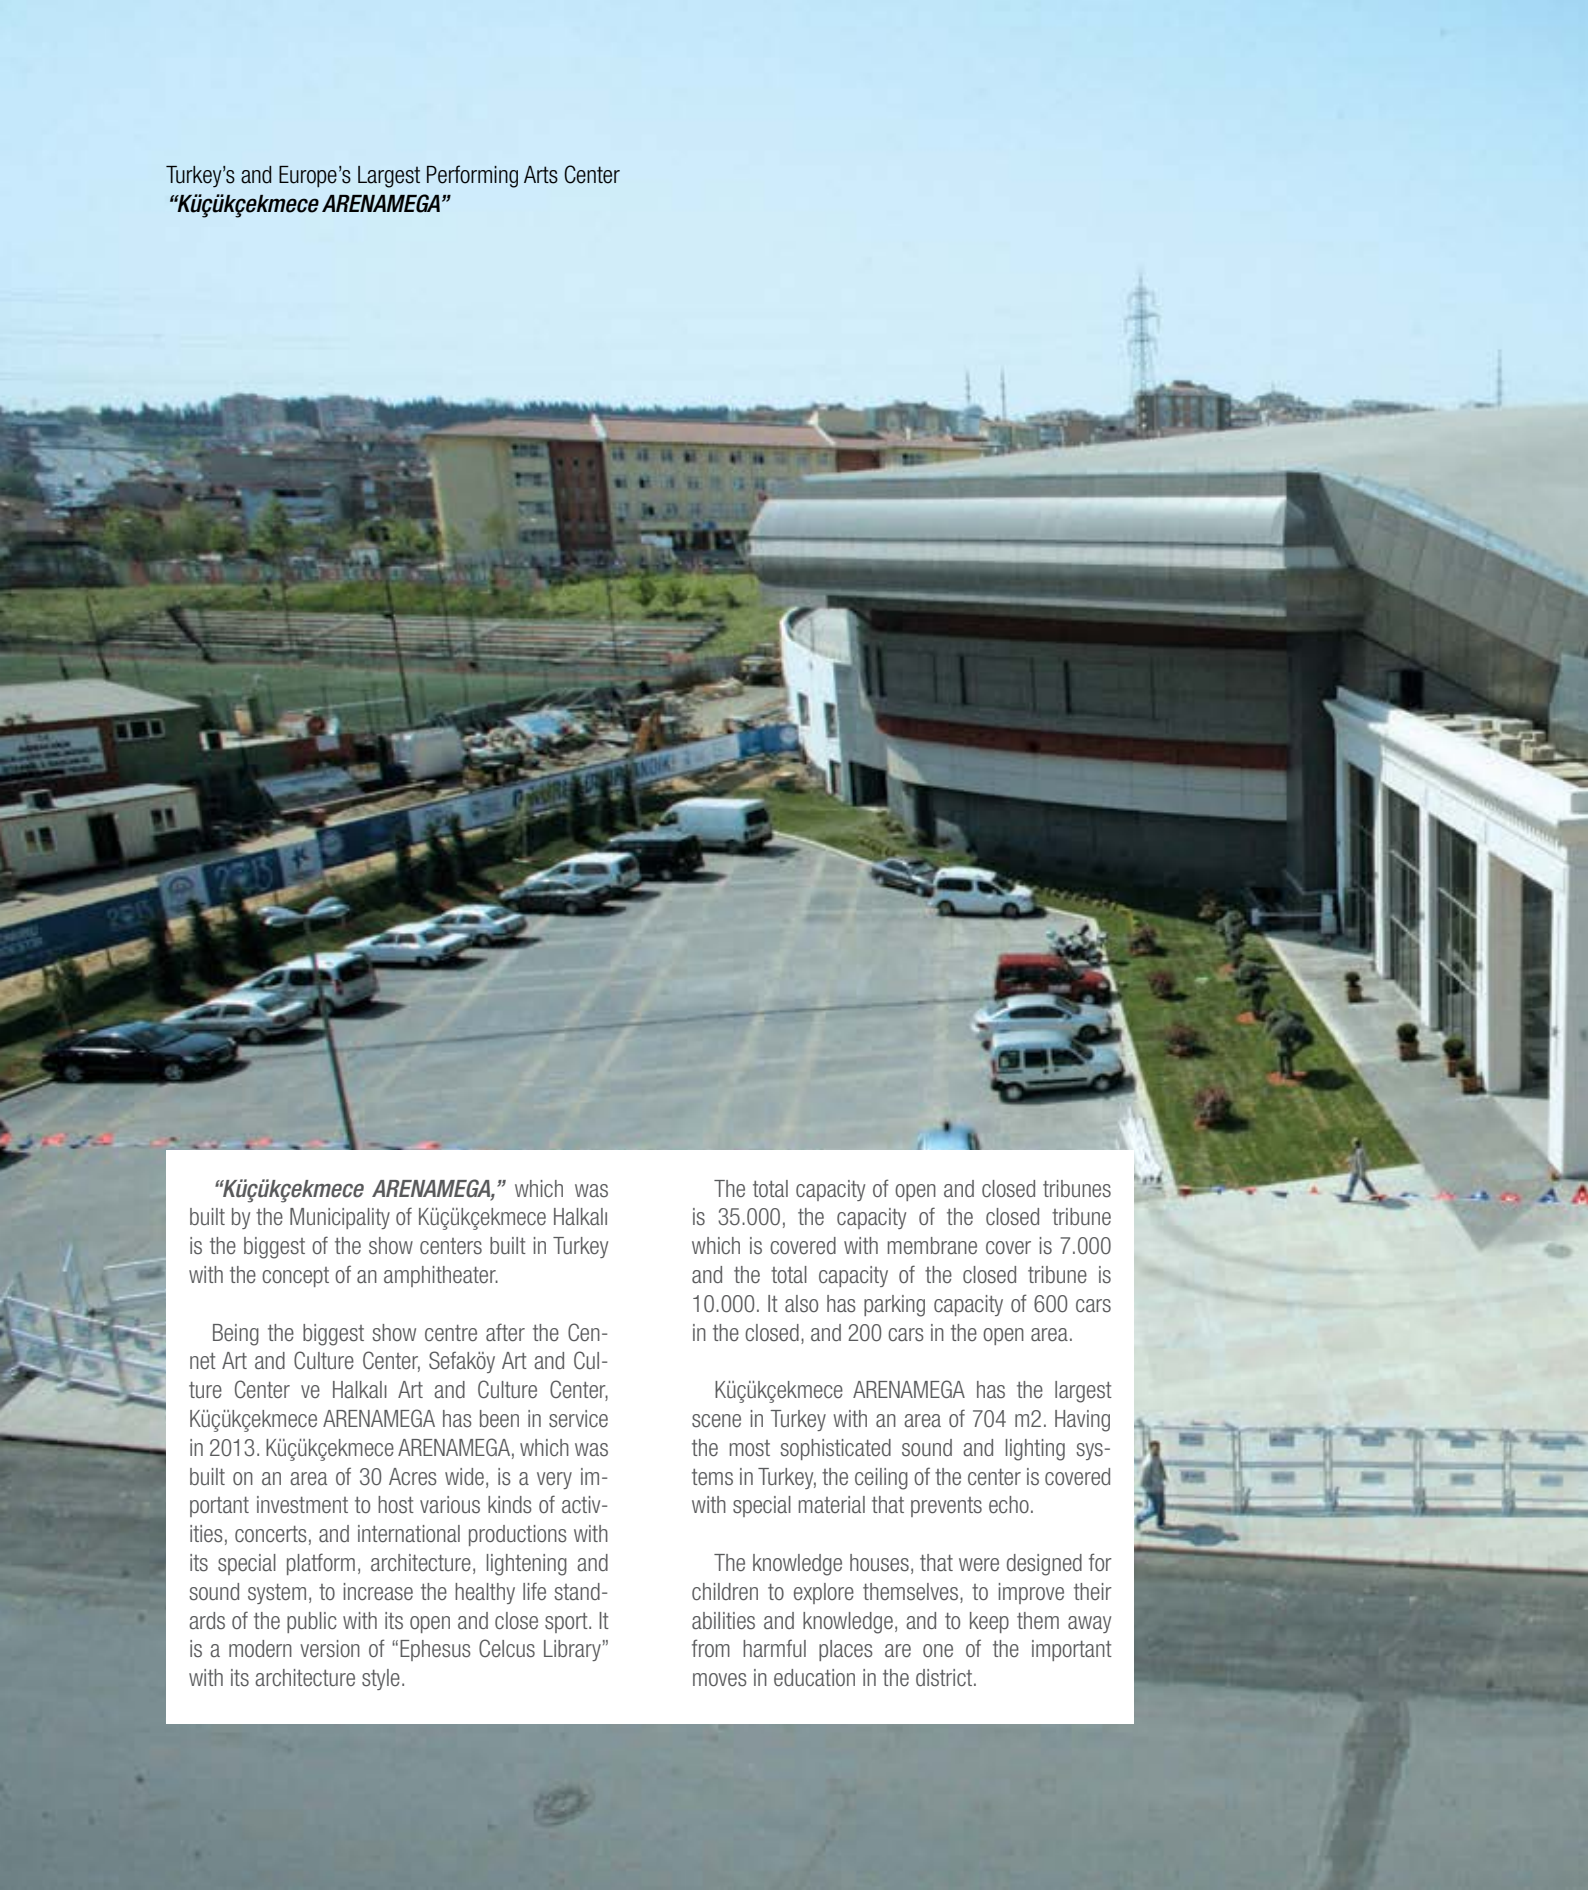 Turkey’s and Europe’s Largest Performing Arts Center
“Küçükçekmece ARENAMEGA”
2013
2013
“Küçükçekmece ARENAMEGA,” which was
built by the Municipality of Küçükçekmece Halkalı
is the biggest of the show centers built in Turkey
with the concept of an amphitheater.
Being the biggest show centre after the Cen-
net Art and Culture Center, Sefaköy Art and Cul-
ture Center ve Halkalı Art and Culture Center,
Küçükçekmece ARENAMEGA has been in service
in 2013. Küçükçekmece ARENAMEGA, which was
built on an area of 30 Acres wide, is a very im-
portant investment to host various kinds of activ-
ities, concerts, and international productions with
its special platform, architecture, lightening and
sound system, to increase the healthy life stand-
ards of the public with its open and close sport. It
is a modern version of “Ephesus Celcus Library”
with its architecture style.
The total capacity of open and closed tribunes
is 35.000, the capacity of the closed tribune
which is covered with membrane cover is 7.000
and the total capacity of the closed tribune is
10.000. It also has parking capacity of 600 cars
in the closed, and 200 cars in the open area.
Küçükçekmece ARENAMEGA has the largest
scene in Turkey with an area of 704 m2. Having
the most sophisticated sound and lighting sys-
tems in Turkey, the ceiling of the center is covered
with special material that prevents echo.
The knowledge houses, that were designed for
children to explore themselves, to improve their
abilities and knowledge, and to keep them away
from harmful places are one of the important
moves in education in the district.